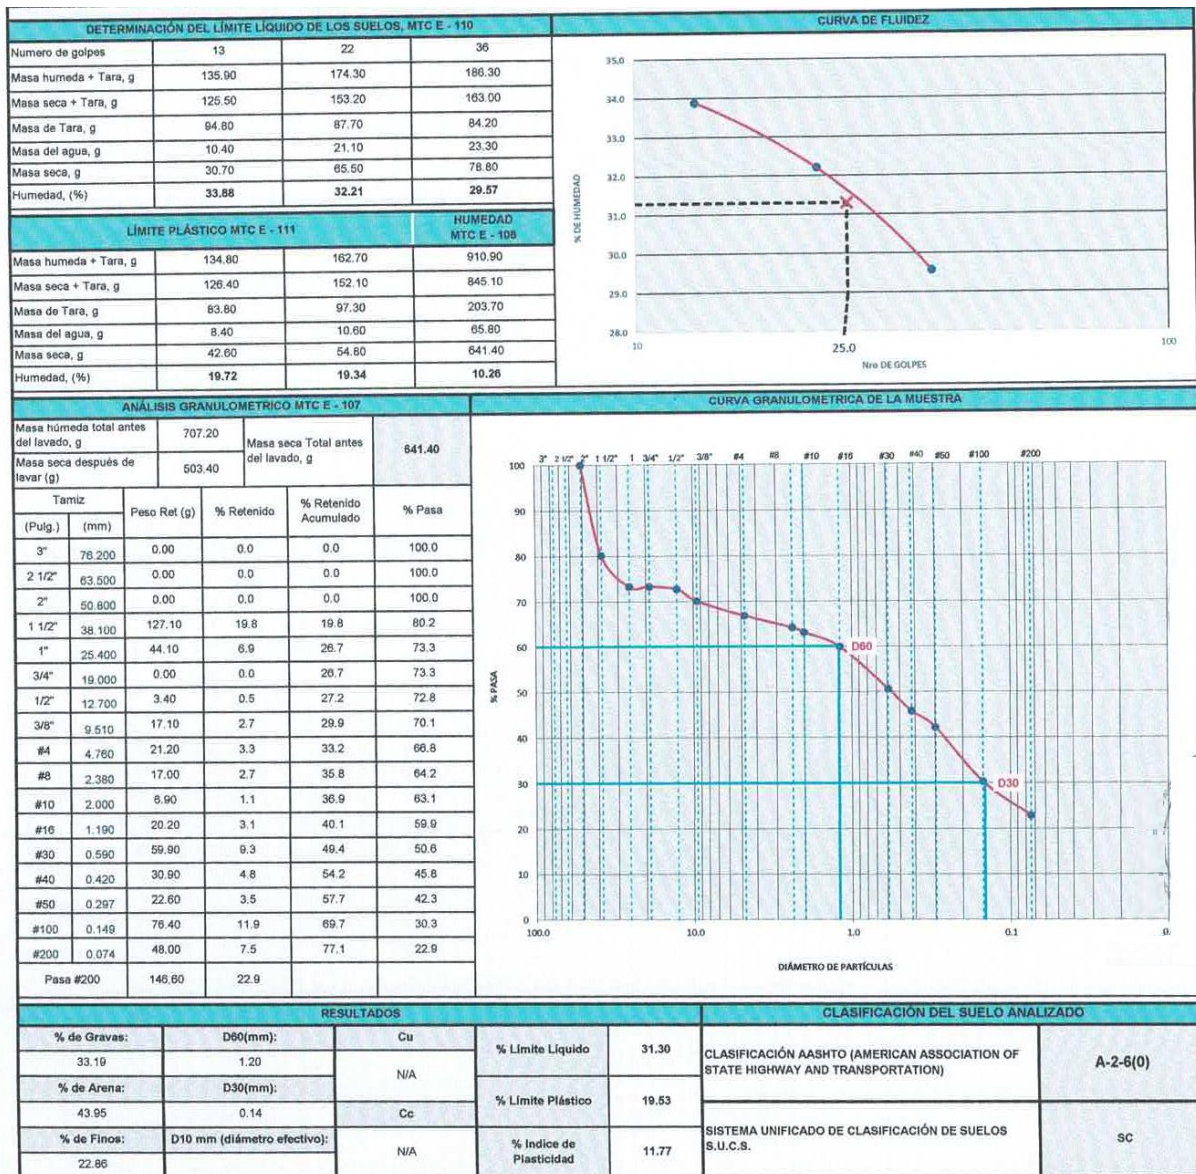 DETERMINACIÓN DEL LÍMITE LÍQUIDO DE LOS SUELOS, MTC E - 110
Numero de golpes 13 22 36
Masa humeda + Tara, g 135.90 174.30 186.30
Masa seca + Tara, g 125.50 153.20 163.00
Masa de Tara, g 94.80 87.70 84.20
Masa del agua, g 10.40 21.10 23.30
Masa seca, g 30.70 65.50 78.80
Humedad, (%) 33.88 32.21 29.57
CURVA DE FLUIDEZ
% DE HUMEDAD
35.0
34.0
33.0
32.0
31.0
30.0
29.0
28.0
10 25.0 100
Nro DE GOLPES
LÍMITE PLÁSTICO MTC E - 111 HUMEDAD
MTC E - 108
Masa humeda + Tara, g 134.80 162.70 910.90
Masa seca + Tara, g 126.40 152.10 845.10
Masa de Tara, g 83.80 97.30 203.70
Masa del agua, g 8.40 10.60 65.80
Masa seca, g 42.60 54.80 641.40
Humedad, (%) 19.72 19.34 10.26
ANÁLISIS GRANULOMETRICO MTC E - 107
Masa húmeda total antes
del lavado, g 707.20
Masa seca Total antes
del lavado, g 641.40
Masa seca después de
lavar (g) 503.40
Tamiz Peso Ret (g) % Retenido % Retenido
Acumulado % Pasa
(Pulg.) (mm)
3" 76.200 0.00 0.0 0.0 100.0
2 1/2" 63.500 0.00 0.0 0.0 100.0
2" 50.800 0.00 0.0 0.0 100.0
1 1/2" 38.100 127.10 19.8 19.8 80.2
1" 25.400 44.10 6.9 26.7 73.3
3/4" 19.000 0.00 0.0 26.7 73.3
1/2" 12.700 3.40 0.5 27.2 72.8
3/8" 9.510 17.10 2.7 29.9 70.1
#4 4.760 21.20 3.3 33.2 66.8
#8 2.380 17.00 2.7 35.8 64.2
#10 2.000 6.90 1.1 36.9 63.1
#16 1.190 20.20 3.1 40.1 59.9
#30 0.590 59.90 9.3 49.4 50.6
#40 0.420 30.90 4.8 54.2 45.8
#50 0.297 22.60 3.5 57.7 42.3
#100 0.149 76.40 11.9 69.7 30.3
#200 0.074 48.00 7.5 77.1 22.9
Pasa #200 146.60 22.9
CURVA GRANULOMETRICA DE LA MUESTRA
3" 2 1/2" 2" 1 1/2" 1 3/4" 1/2" 3/8" #4 #8 #10 #16 #30 #40 #50 #100 #200
% PASA
100
90
80
70
60
50
40
30
20
10
0
D60
D30
100.0 10.0 1.0 0.1 0.
DIÁMETRO DE PARTÍCULAS
RESULTADOS
% de Gravas: D60(mm): Cu
33.19 1.20 N/A
% de Arena: D30(mm):
43.95 0.14 Cc
% de Finos: D10 mm (diámetro efectivo): N/A
22.86
% Límite Líquido 31.30
% Límite Plástico 19.53
% Indice de
Plasticidad 11.77
CLASIFICACIÓN DEL SUELO ANALIZADO
CLASIFICACIÓN AASHTO (AMERICAN ASSOCIATION OF
STATE HIGHWAY AND TRANSPORTATION) A-2-6(0)
SISTEMA UNIFICADO DE CLASIFICACIÓN DE SUELOS
S.U.C.S. SC